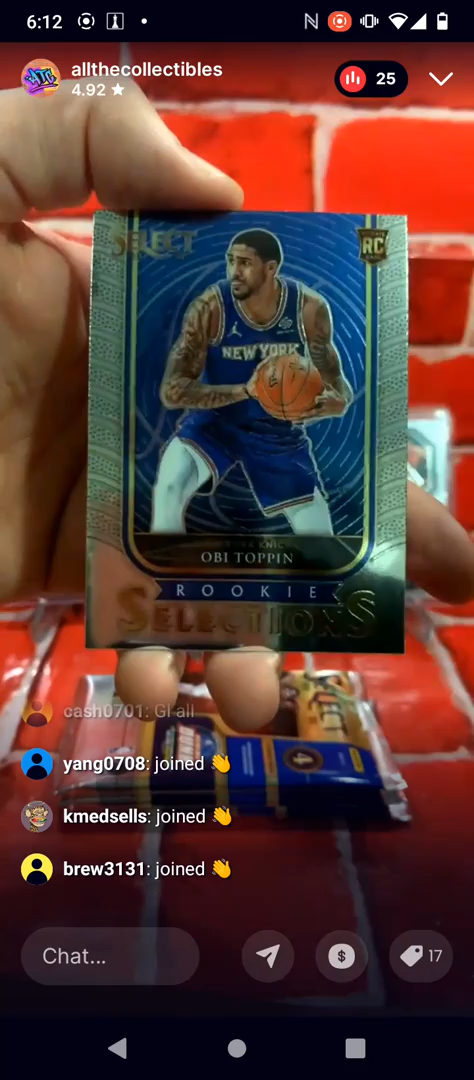 6:12
allthecollectibles
4.92 ★
25
SELECT
RC
NEW YORK
OBI TOPPIN
ROOKIE
SELECTIONS
cash0701: Gl all
yang0708: joined 👋
kmedsells: joined 👋
brew3131: joined 👋
Chat...
$
17